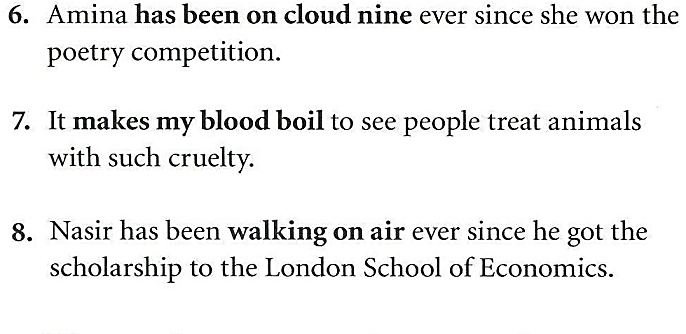 6. Amina has been on cloud nine ever since she won the
poetry competition.
7. It makes my blood boil to see people treat animals
with such cruelty.
8. Nasir has been walking on air ever since he got the
scholarship to the London School of Economics.